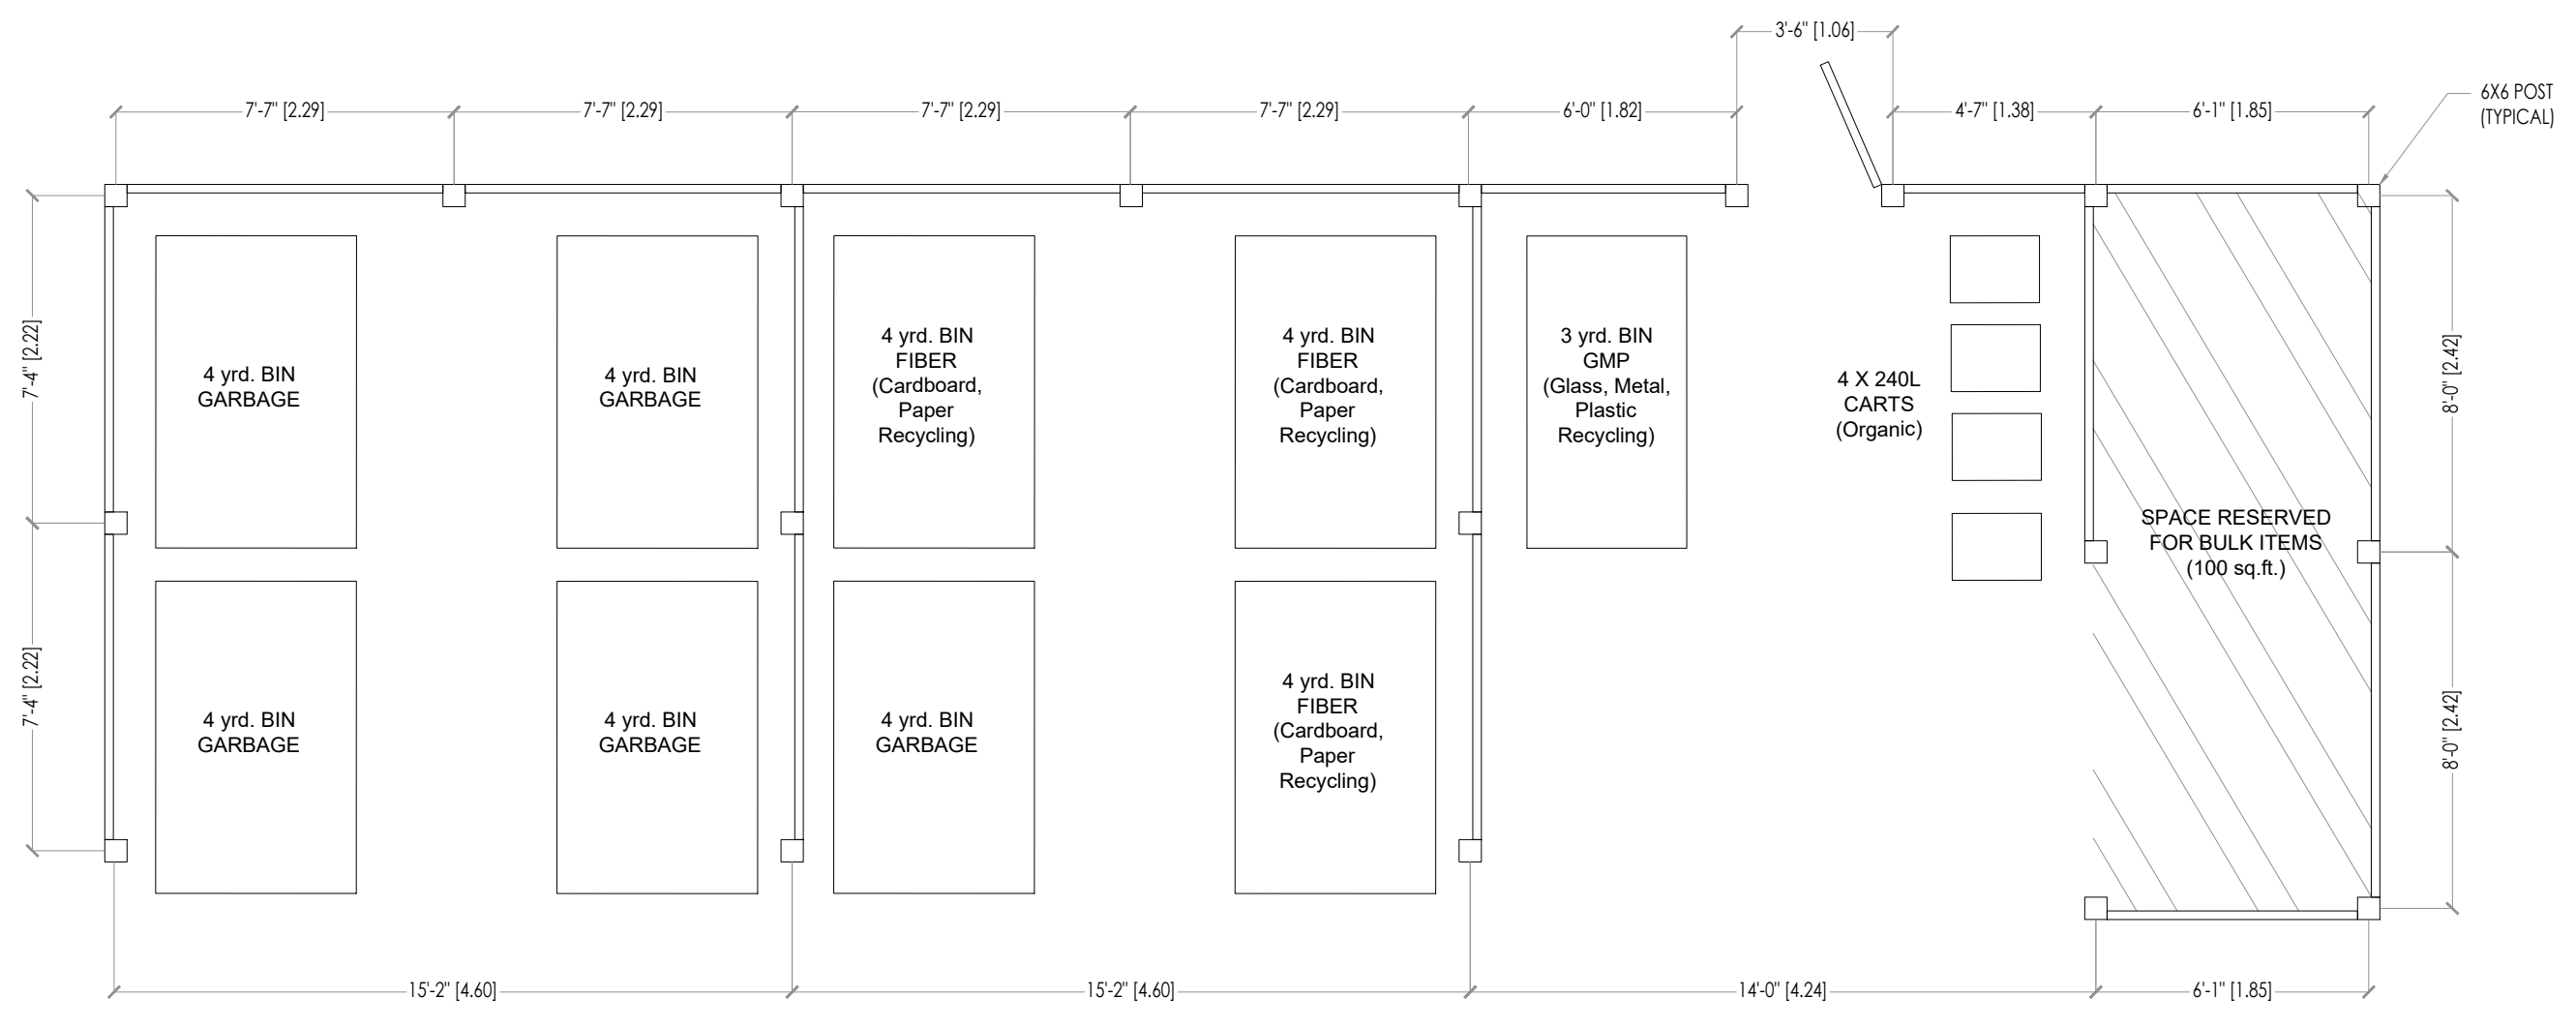 3'-6" [1.06]
7'-7" [2.29]
7'-7" [2.29]
7'-7" [2.29]
7'-7" [2.29]
6'-0" [1.82]
4'-7" [1.38]
6'-1" [1.85]
6X6 POST
(TYPICAL)
7'-4" [2.22]
7'-4" [2.22]
8'-0" [2.42]
8'-0" [2.42]
4 yrd. BIN
GARBAGE
4 yrd. BIN
GARBAGE
4 yrd. BIN
FIBER
(Cardboard,
Paper
Recycling)
4 yrd. BIN
FIBER
(Cardboard,
Paper
Recycling)
3 yrd. BIN
GMP
(Glass, Metal,
Plastic
Recycling)
4 X 240L
CARTS
(Organic)
SPACE RESERVED
FOR BULK ITEMS
(100 sq.ft.)
4 yrd. BIN
GARBAGE
4 yrd. BIN
GARBAGE
4 yrd. BIN
GARBAGE
4 yrd. BIN
FIBER
(Cardboard,
Paper
Recycling)
15'-2" [4.60]
15'-2" [4.60]
14'-0" [4.24]
6'-1" [1.85]